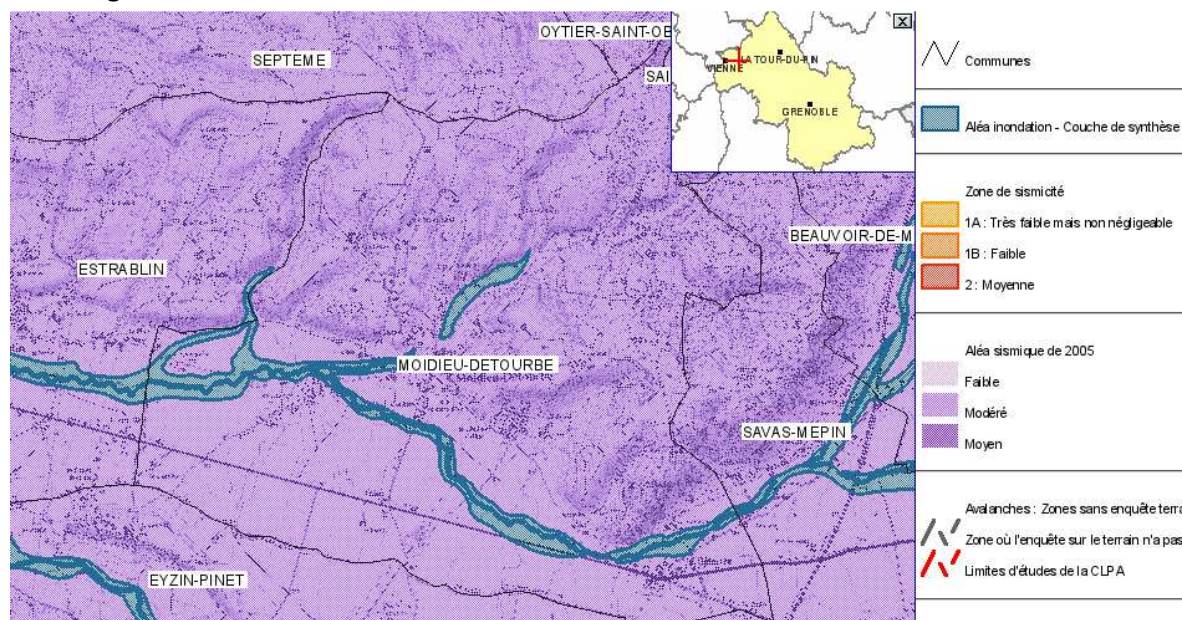 OYTIER-SAINT-OB
SEPTEME
SAI
X
LA TOUR-DU-PIN
VIENNE
GRENOBLE
BEAUVOIR-DE-M
ESTRABLIN
MOIDIEU-DETOURBE
SAVAS-MEPIN
EYZIN-PINET
Communes
Aléa inondation - Couche de synthèse
Zone de sismicité
1A : Très faible mais non négligeable
1B : Faible
2 : Moyenne
Aléa sismique de 2005
Faible
Modéré
Moyen
Avalanches : Zones sans enquête terra
Zone où l'enquête sur le terrain n'a pas
Limites d'études de la CLPA